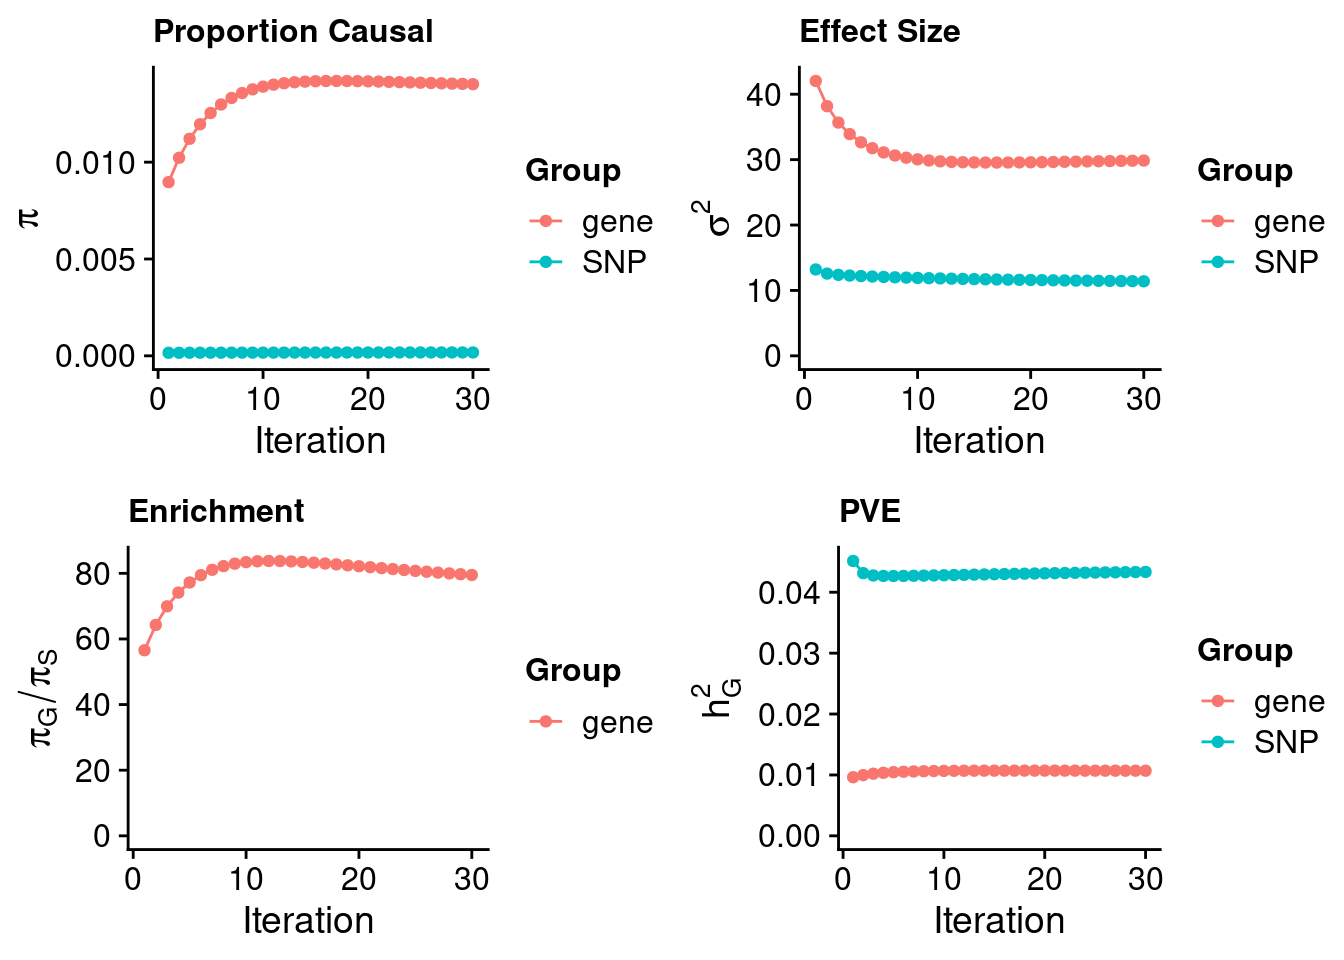 Proportion Causal
π
0.010
0.005
0.000
0 10 20 30
Iteration
Group
gene
SNP
Effect Size
σ²
40
30
20
10
0
0 10 20 30
Iteration
Group
gene
SNP
Enrichment
π_G/π_S
80
60
40
20
0
0 10 20 30
Iteration
Group
gene
PVE
h²_G
0.04
0.03
0.02
0.01
0.00
0 10 20 30
Iteration
Group
gene
SNP